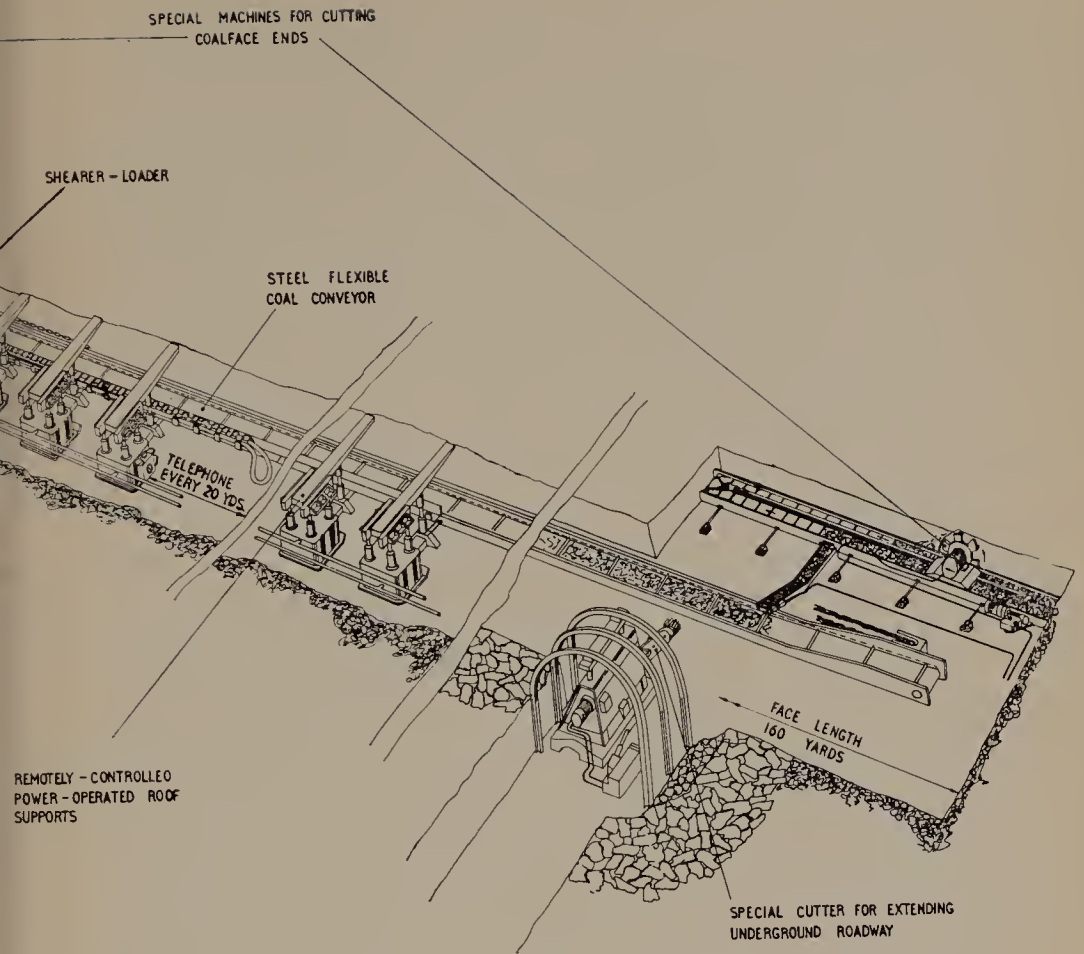 SPECIAL MACHINES FOR CUTTING
COALFACE ENDS
SHEARER - LOADER
STEEL FLEXIBLE
COAL CONVEYOR
TELEPHONE
EVERY 20 YDS.
FACE LENGTH
160 YARDS
REMOTELY - CONTROLLED
POWER - OPERATED ROOF
SUPPORTS
SPECIAL CUTTER FOR EXTENDING
UNDERGROUND ROADWAY